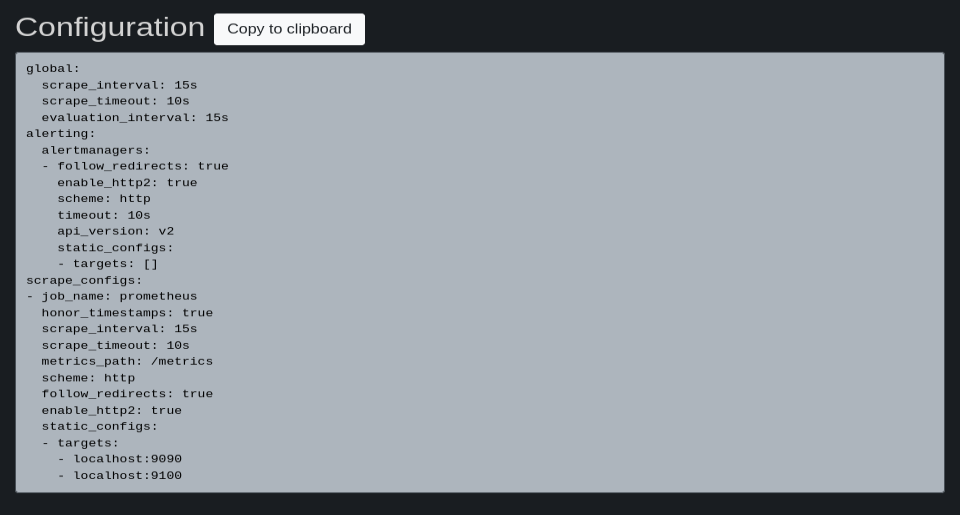 Configuration
Copy to clipboard
global:
  scrape_interval: 15s
  scrape_timeout: 10s
  evaluation_interval: 15s
alerting:
  alertmanagers:
  - follow_redirects: true
    enable_http2: true
    scheme: http
    timeout: 10s
    api_version: v2
    static_configs:
    - targets: []
scrape_configs:
- job_name: prometheus
  honor_timestamps: true
  scrape_interval: 15s
  scrape_timeout: 10s
  metrics_path: /metrics
  scheme: http
  follow_redirects: true
  enable_http2: true
  static_configs:
  - targets:
    - localhost:9090
    - localhost:9100